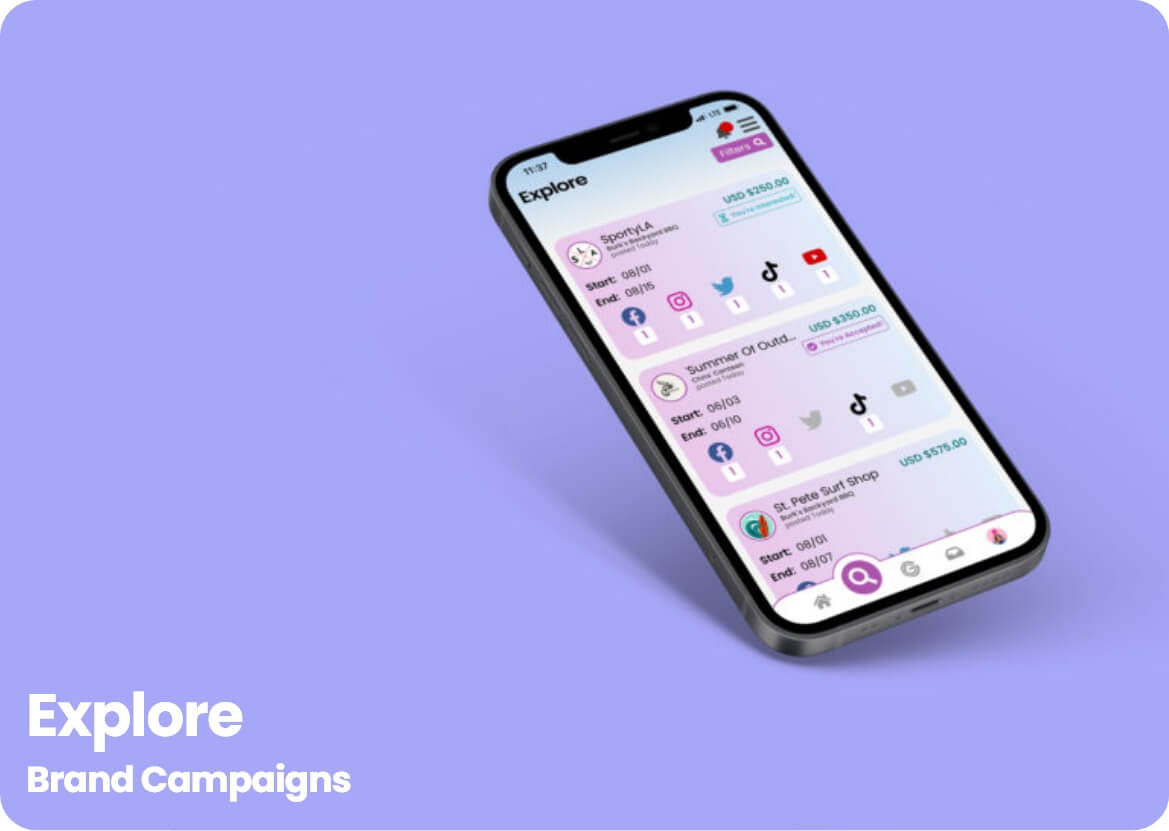 11:37
LTE
Explore
Filters
SportyLA
USD $250.00
Burk's Backyard BBQ
You're Interested!
posted Today
Start: 08/01
End: 08/15
1 1 1 1 1
'Summer Of Outd...
USD $350.00
Chris' Canteen
You're Accepted!
posted Today
Start: 06/03
End: 06/10
1 1 1
St. Pete Surf Shop
USD $575.00
Burk's Backyard BBQ
posted Today
Start: 08/01
End: 08/07
Explore
Brand Campaigns